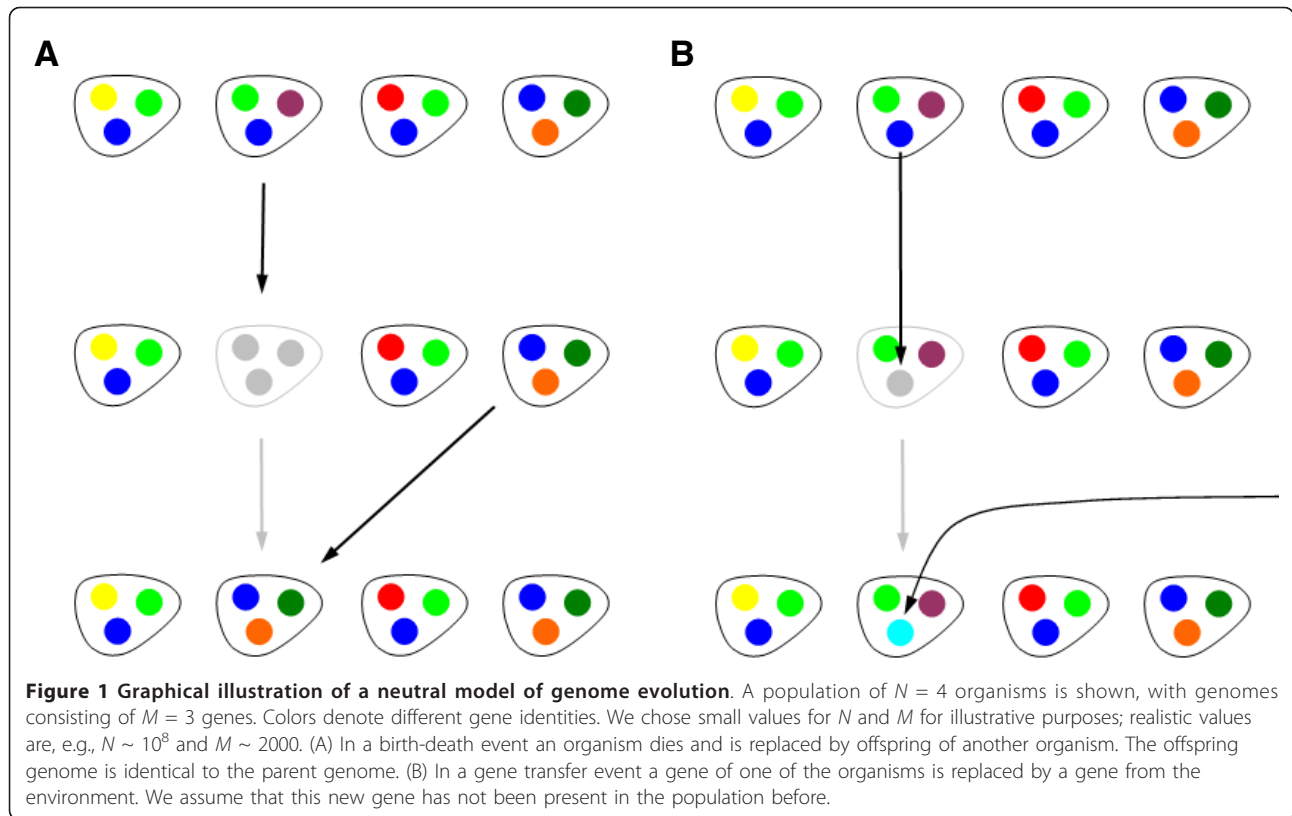 A
B
Figure 1 Graphical illustration of a neutral model of genome evolution. A population of N = 4 organisms is shown, with genomes
consisting of M = 3 genes. Colors denote different gene identities. We chose small values for N and M for illustrative purposes; realistic values
are, e.g., N ~ 10⁸ and M ~ 2000. (A) In a birth-death event an organism dies and is replaced by offspring of another organism. The offspring
genome is identical to the parent genome. (B) In a gene transfer event a gene of one of the organisms is replaced by a gene from the
environment. We assume that this new gene has not been present in the population before.